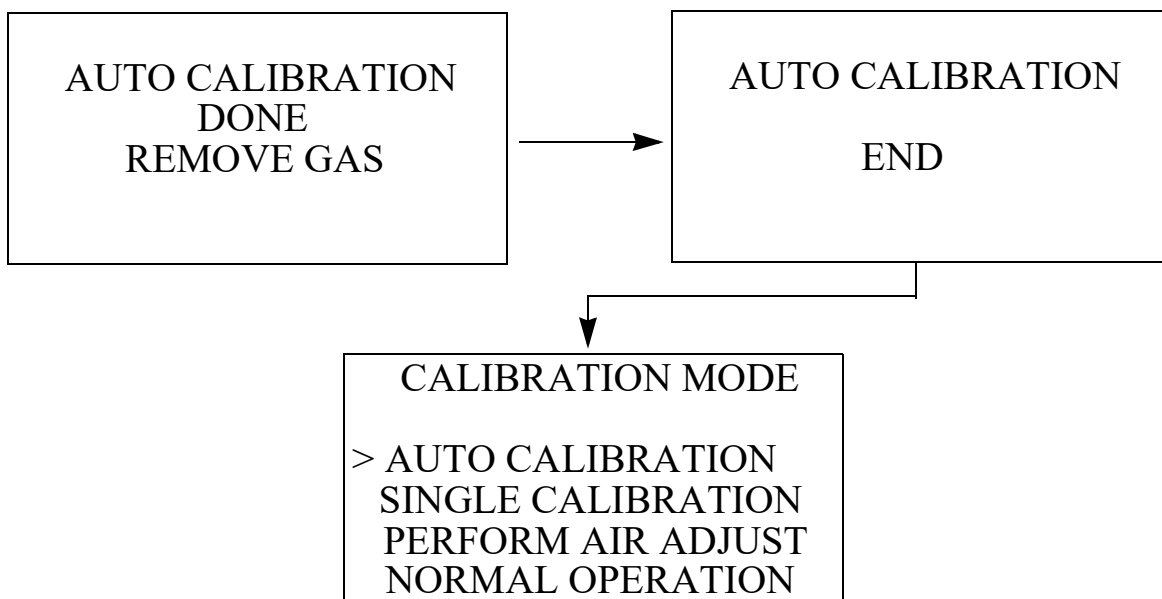 AUTO CALIBRATION
DONE
REMOVE GAS
AUTO CALIBRATION
END
CALIBRATION MODE
> AUTO CALIBRATION
SINGLE CALIBRATION
PERFORM AIR ADJUST
NORMAL OPERATION